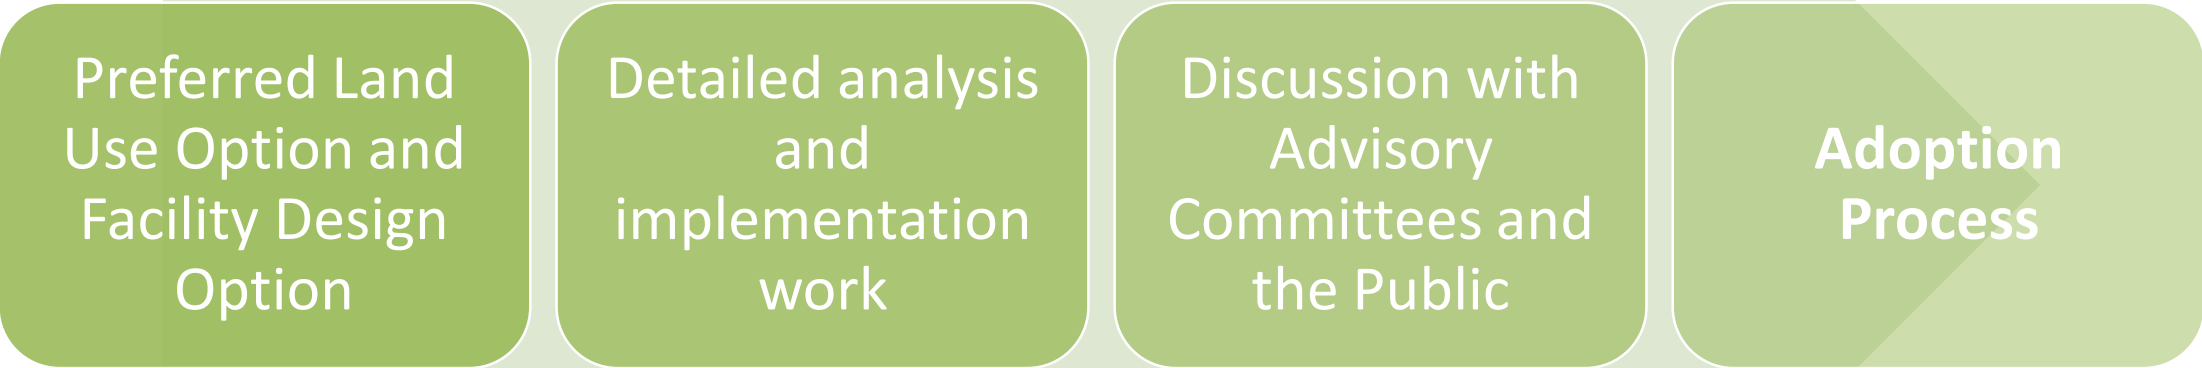 Preferred Land
Use Option and
Facility Design
Option
Detailed analysis
and
implementation
work
Discussion with
Advisory
Committees and
the Public
Adoption
Process